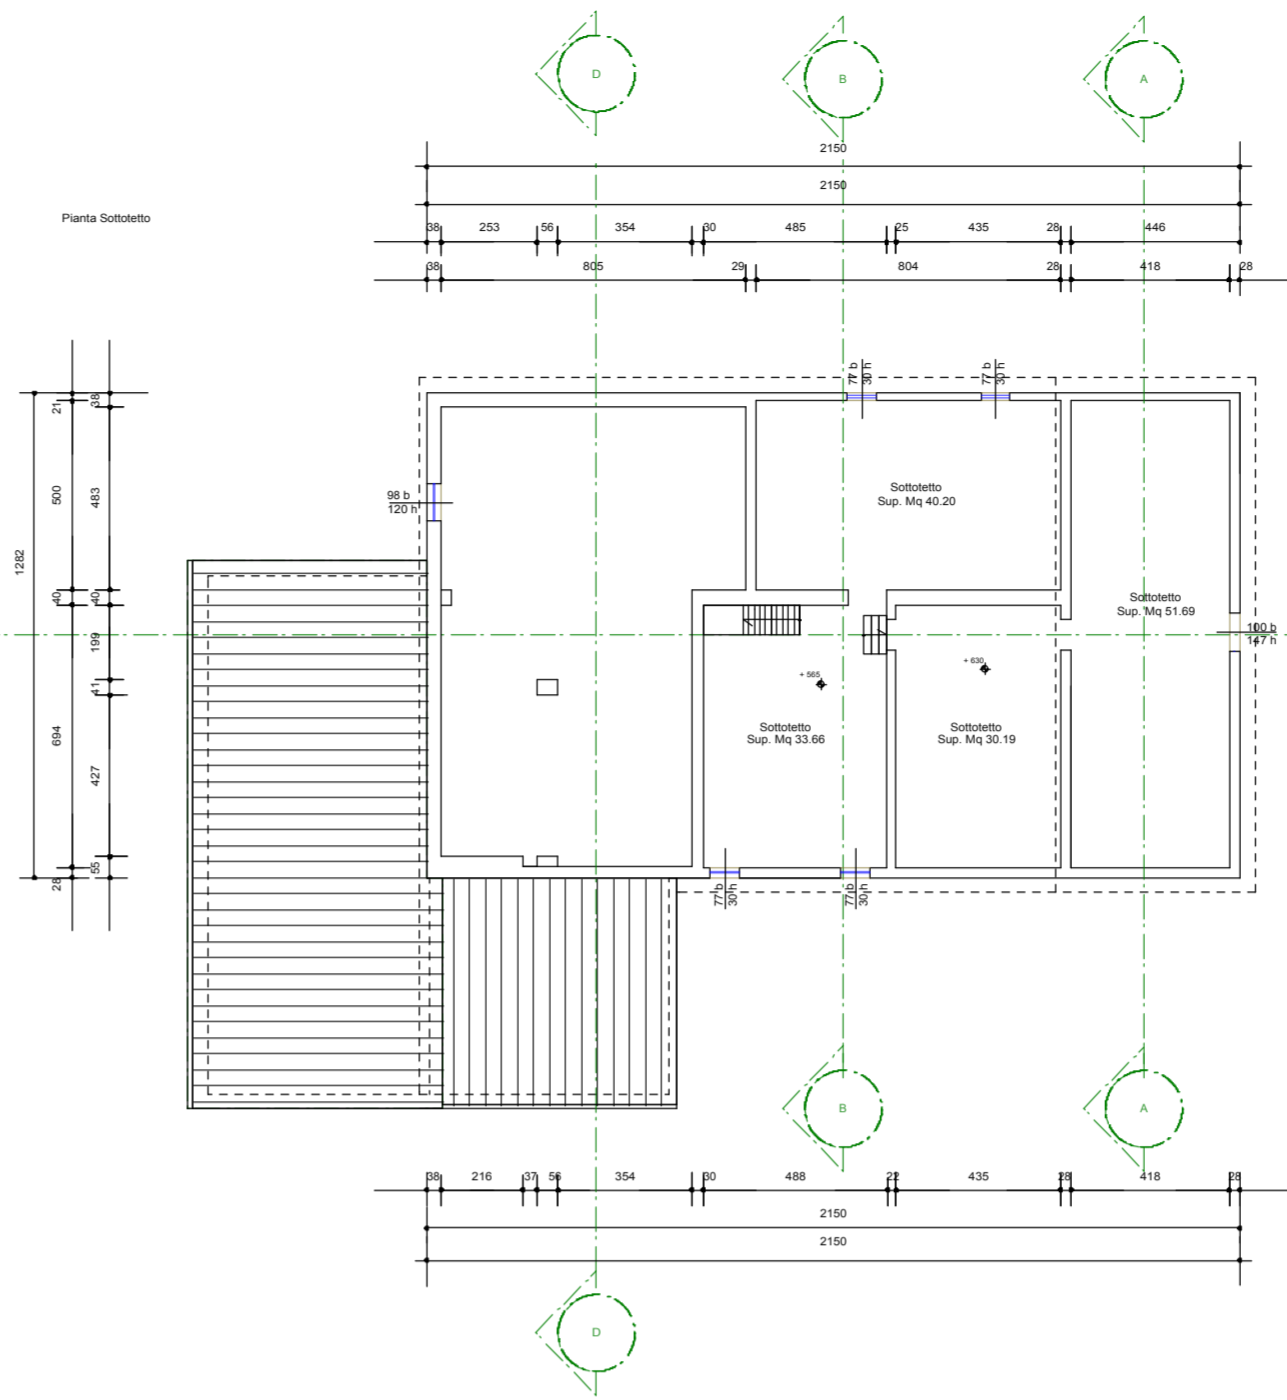 D
B
A
2150
2150
Pianta Sottotetto
38 253 56 354 30 485 25 435 28 446
38 805 29 804 28 418 28
77 b
30 h
77 b
30 h
21
38
500
483
1282
40
40
199
41
694
427
55
28
98 b
120 h
Sottotetto
Sup. Mq 40.20
Sottotetto
Sup. Mq 51.69
100 b
147 h
+ 630
+ 565
Sottotetto
Sup. Mq 33.66
Sottotetto
Sup. Mq 30.19
77 b
30 h
77 b
30 h
B
A
38 216 37 56 354 30 488 22 435 28 418 28
2150
2150
D